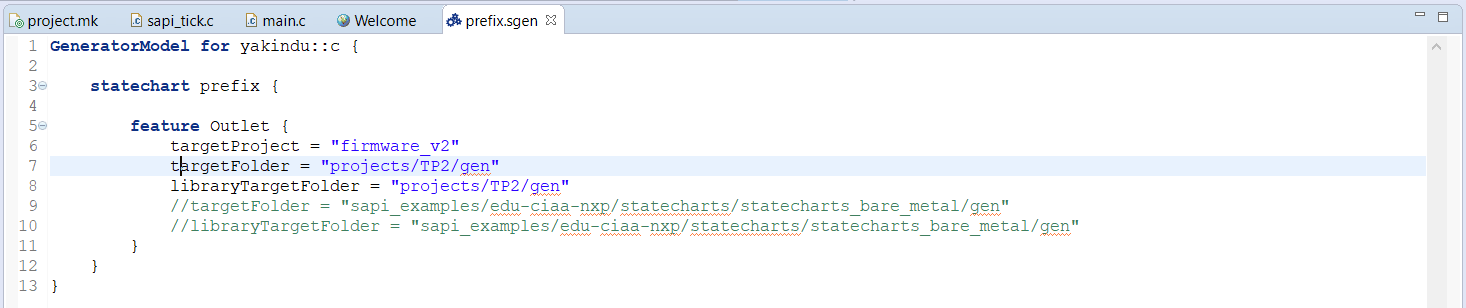 project.mk sapi_tick.c main.c Welcome prefix.sgen
1 GeneratorModel for yakindu::c {
2
3 statechart prefix {
4
5 feature Outlet {
6 targetProject = "firmware_v2"
7 targetFolder = "projects/TP2/gen"
8 libraryTargetFolder = "projects/TP2/gen"
9 //targetFolder = "sapi_examples/edu-ciaa-nxp/statecharts/statecharts_bare_metal/gen"
10 //libraryTargetFolder = "sapi_examples/edu-ciaa-nxp/statecharts/statecharts_bare_metal/gen"
11 }
12 }
13 }